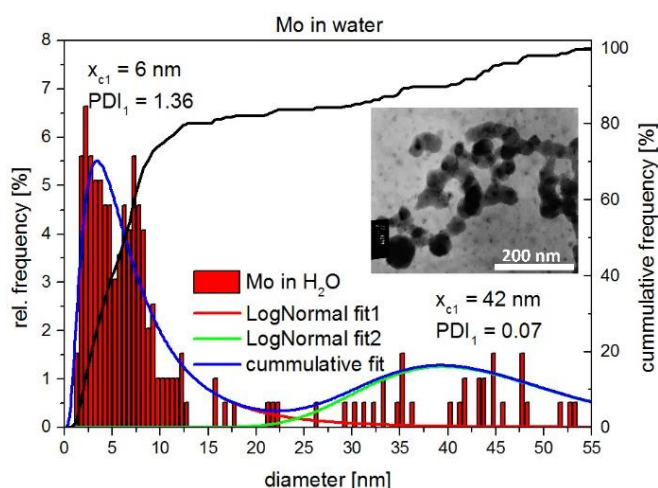 Mo in water
x_c1 = 6 nm
PDI_1 = 1.36
200 nm
x_c1 = 42 nm
PDI_1 = 0.07
Mo in H_2O
LogNormal fit1
LogNormal fit2
cummulative fit
rel. frequency [%]
8
7
6
5
4
3
2
1
0
cummulative frequency [%]
100
80
60
40
20
0
0 5 10 15 20 25 30 35 40 45 50 55
diameter [nm]